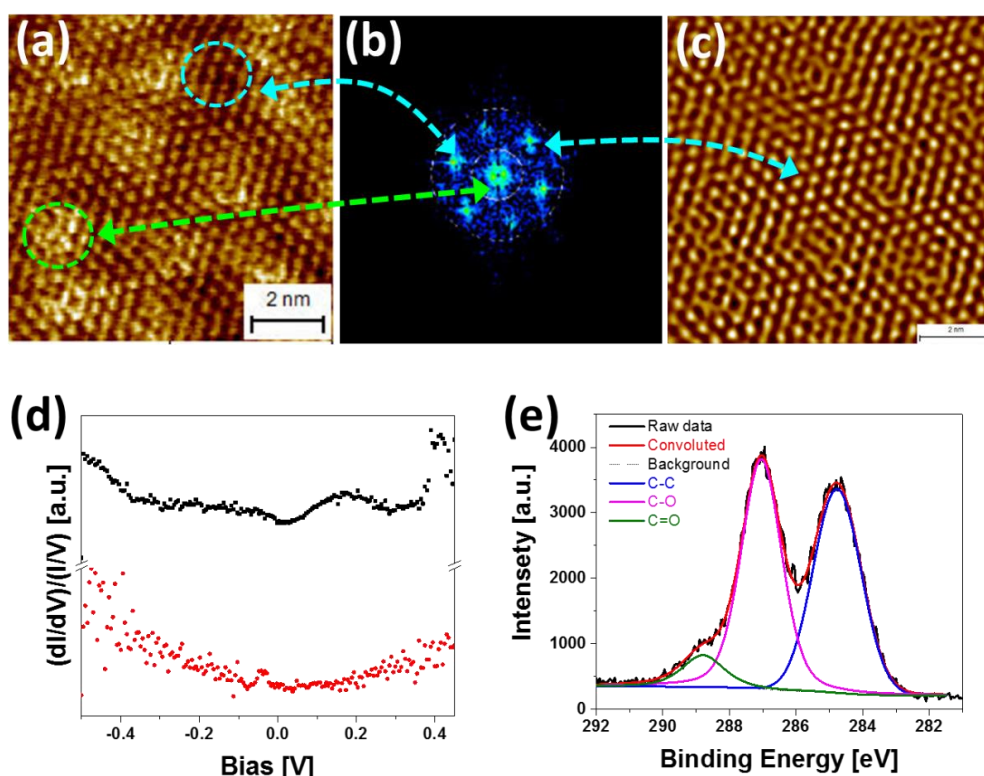 (a)
(b)
(c)
2 nm
2 nm
(d)
(dI/dV)/(I/V) [a.u.]
-0.4
-0.2
0.0
0.2
0.4
Bias [V]
(e)
Raw data
Convoluted
Background
C-C
C-O
C=O
Intensety [a.u.]
4000
3000
2000
1000
0
292
290
288
286
284
282
Binding Energy [eV]